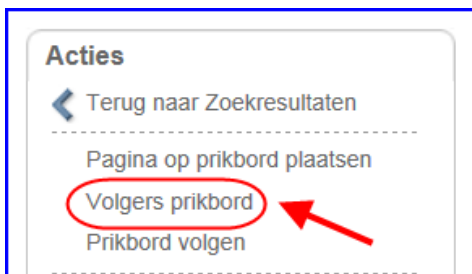 Acties
Terug naar Zoekresultaten
Pagina op prikbord plaatsen
Volgers prikbord
Prikbord volgen